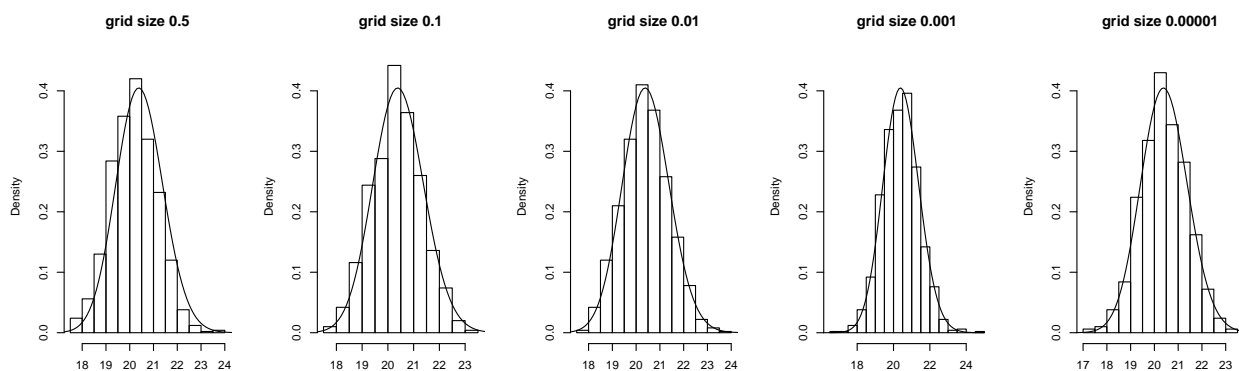 grid size 0.5
Density
0.0 0.1 0.2 0.3 0.4
18 19 20 21 22 23 24
grid size 0.1
Density
0.0 0.1 0.2 0.3 0.4
18 19 20 21 22 23
grid size 0.01
Density
0.0 0.1 0.2 0.3 0.4
18 19 20 21 22 23 24
grid size 0.001
Density
0.0 0.1 0.2 0.3 0.4
18 20 22 24
grid size 0.00001
Density
0.0 0.1 0.2 0.3 0.4
17 18 19 20 21 22 23